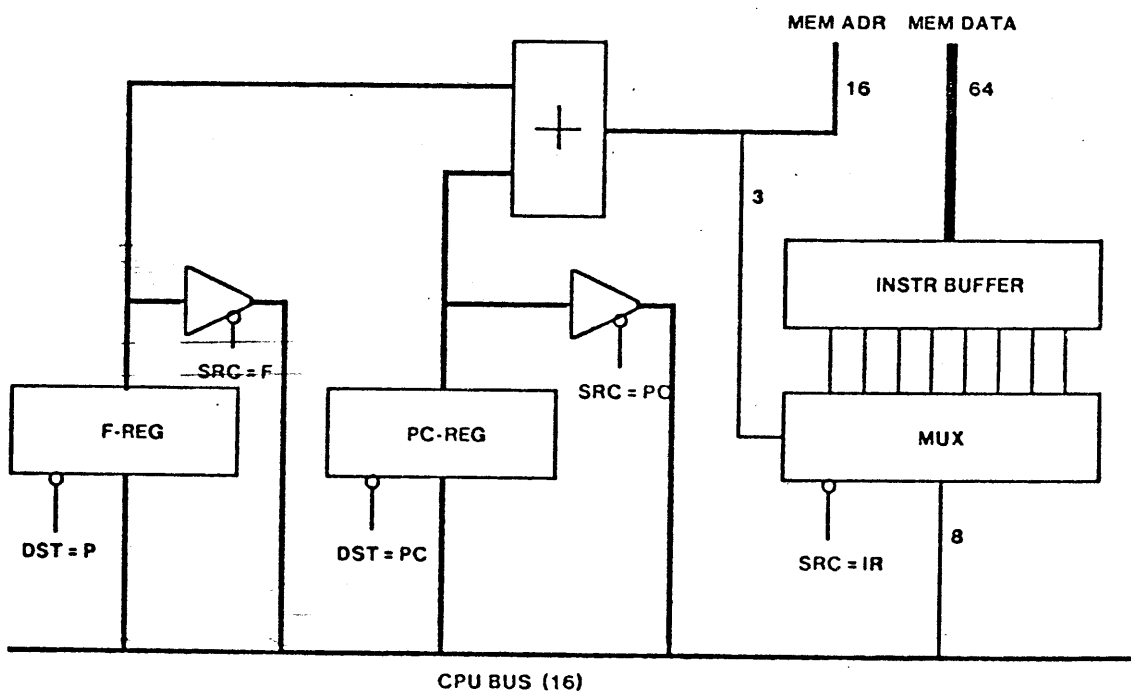 MEM ADR
MEM DATA
16
64
+
3
INSTR BUFFER
SRC = F
SRC = PC
F-REG
PC-REG
MUX
DST = P
DST = PC
SRC = IR
8
CPU BUS (16)